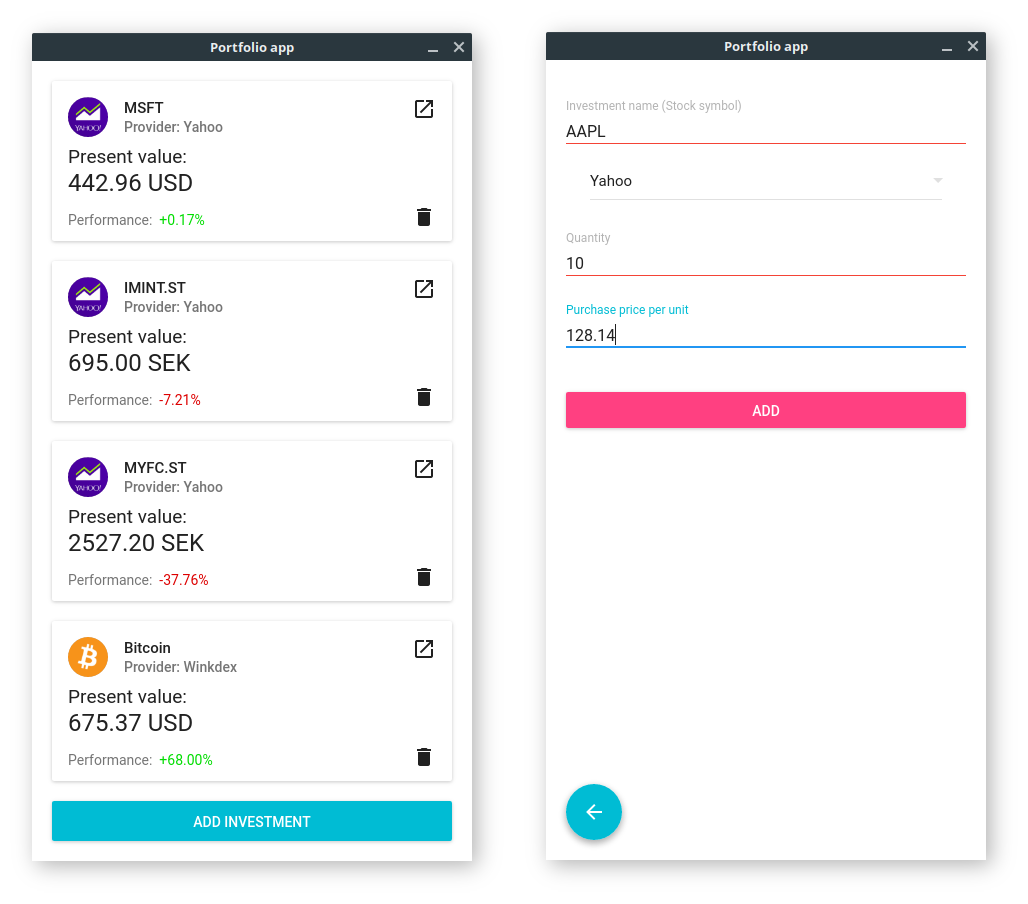 Portfolio app
MSFT
Provider: Yahoo
YAHOO!
Present value:
442.96 USD
Performance: +0.17%
IMINT.ST
Provider: Yahoo
YAHOO!
Present value:
695.00 SEK
Performance: -7.21%
MYFC.ST
Provider: Yahoo
YAHOO!
Present value:
2527.20 SEK
Performance: -37.76%
Bitcoin
Provider: Winkdex
Present value:
675.37 USD
Performance: +68.00%
ADD INVESTMENT
Portfolio app
Investment name (Stock symbol)
AAPL
Yahoo
Quantity
10
Purchase price per unit
128.14
ADD